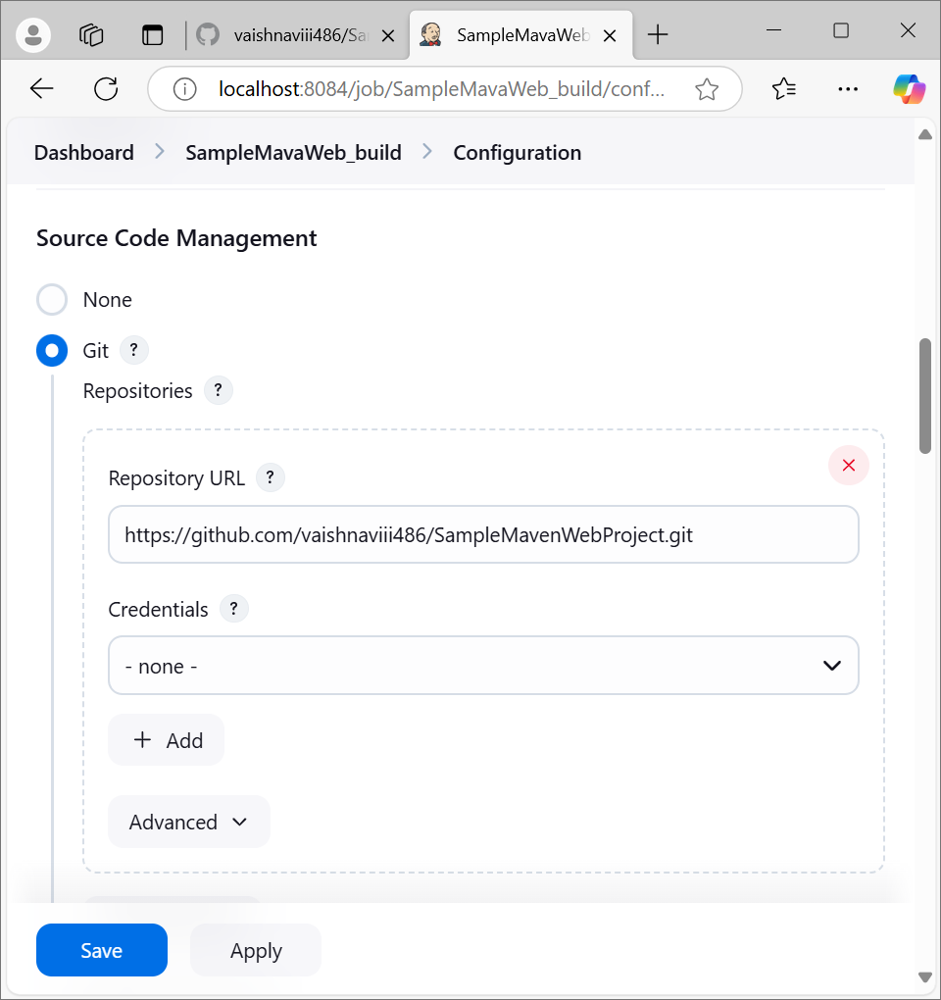 vaishnaviii486/Sa
SampleMavaWeb
localhost:8084/job/SampleMavaWeb_build/conf...
Dashboard > SampleMavaWeb_build > Configuration
Source Code Management
None
Git ?
Repositories ?
Repository URL ?
https://github.com/vaishnaviii486/SampleMavenWebProject.git
Credentials ?
- none -
+ Add
Advanced
Save
Apply